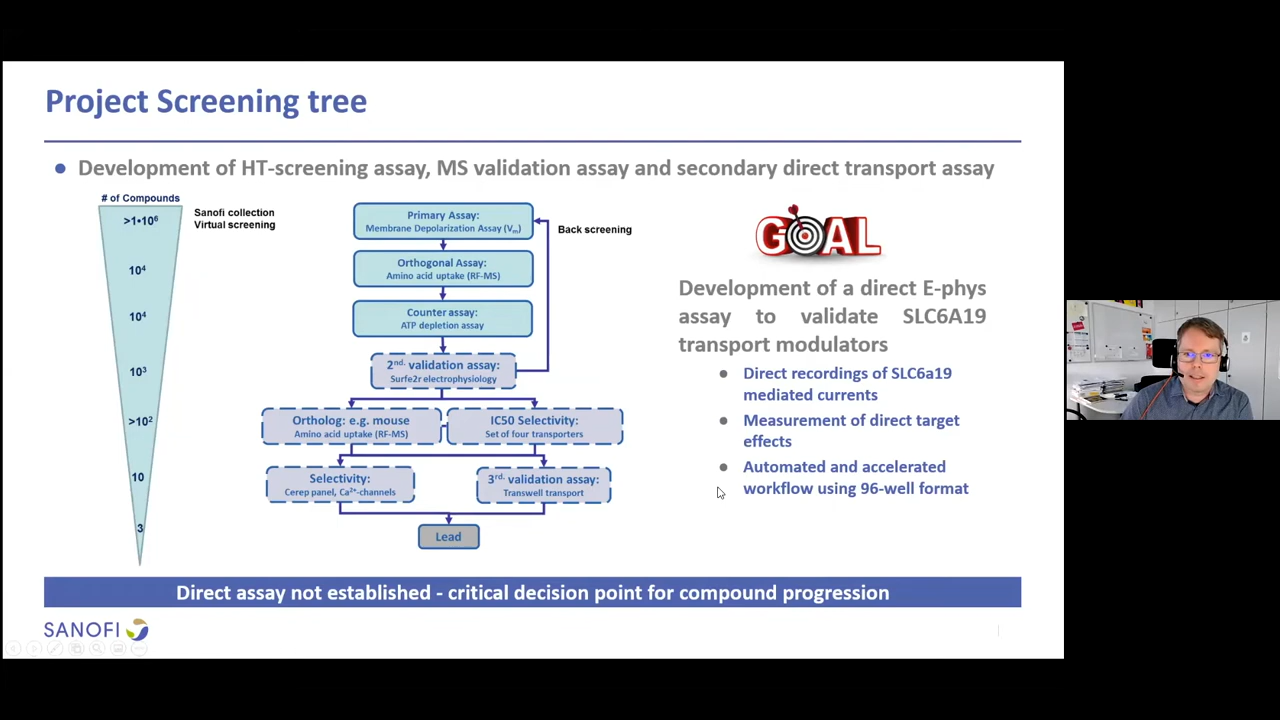 Project Screening tree
● Development of HT-screening assay, MS validation assay and secondary direct transport assay
# of Compounds
>1•10⁶
10⁴
10⁴
10³
>10²
10
3
Sanofi collection
Virtual screening
Primary Assay:
Membrane Depolarization Assay (Vₘ)
Orthogonal Assay:
Amino acid uptake (RF-MS)
Counter assay:
ATP depletion assay
2nd. validation assay:
Surfe2r electrophysiology
Back screening
Ortholog: e.g. mouse
Amino acid uptake (RF-MS)
IC50 Selectivity:
Set of four transporters
Selectivity:
Cerep panel, Ca²⁺-channels
3rd. validation assay:
Transwell transport
Lead
GOAL
Development of a direct E-phys
assay to validate SLC6A19
transport modulators
● Direct recordings of SLC6a19
mediated currents
● Measurement of direct target
effects
● Automated and accelerated
workflow using 96-well format
Direct assay not established - critical decision point for compound progression
SANOFI